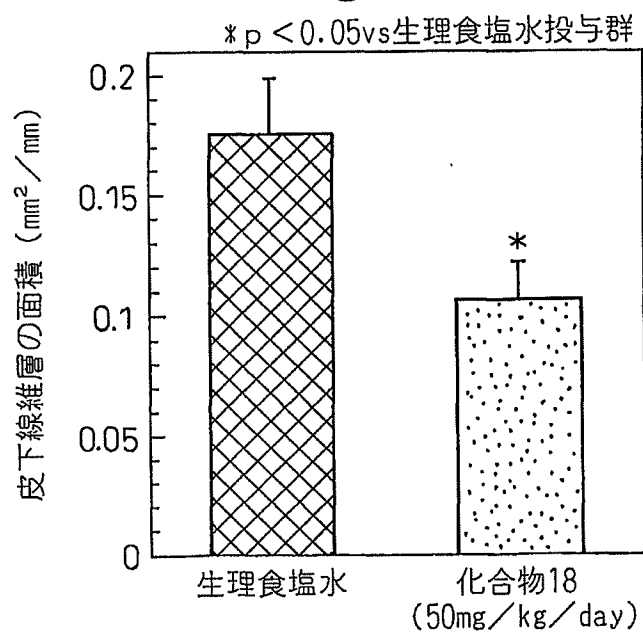 *p<0.05vs生理食塩水投与群
皮下線維層の面積 (mm²/mm)
0.2
0.15
0.1
0.05
0
*
生理食塩水
化合物18
(50mg/kg/day)